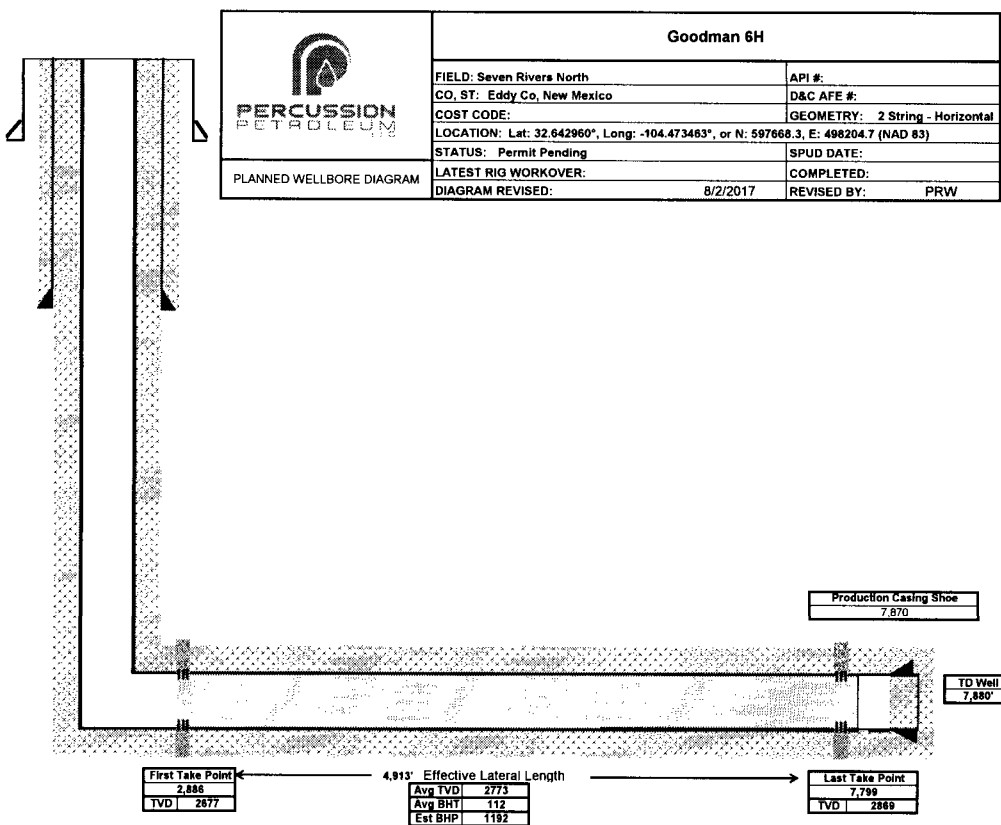 Goodman 6H
PERCUSSION
PETROLEUM
PLANNED WELLBORE DIAGRAM
FIELD: Seven Rivers North API #:
CO, ST: Eddy Co, New Mexico D&C AFE #:
COST CODE: GEOMETRY: 2 String - Horizontal
LOCATION: Lat: 32.642960°, Long: -104.473463°, or N: 597668.3, E: 498204.7 (NAD 83)
STATUS: Permit Pending SPUD DATE:
LATEST RIG WORKOVER: COMPLETED:
DIAGRAM REVISED: 8/2/2017 REVISED BY: PRW
Production Casing Shoe
7,870
TD Well
7,880'
First Take Point
2,886
TVD 2677
4,913' Effective Lateral Length
Avg TVD 2773
Avg BHT 112
Est BHP 1192
Last Take Point
7,799
TVD 2869